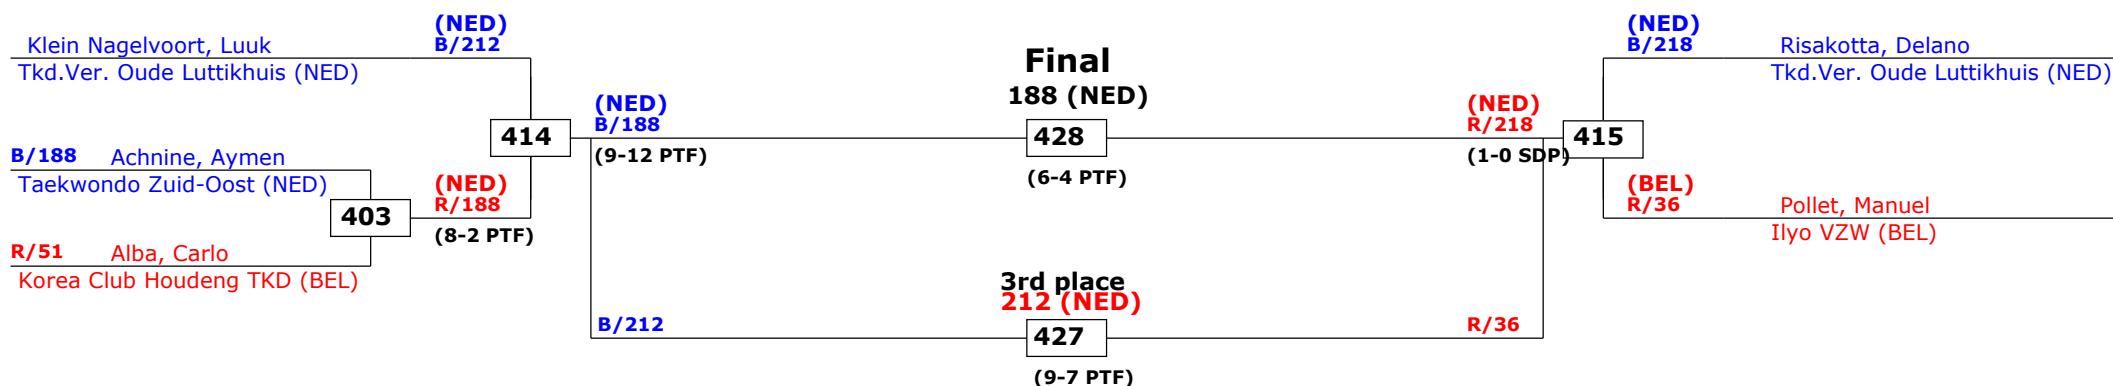 (NED)
B/212
Klein Nagelvoort, Luuk
Tkd.Ver. Oude Luttikhuis (NED)
B/188 Achnine, Aymen
Taekwondo Zuid-Oost (NED)
403
R/51 Alba, Carlo
Korea Club Houdeng TKD (BEL)
(NED)
R/188
(8-2 PTF)
414
(NED)
B/188
(9-12 PTF)
Final
188 (NED)
428
(6-4 PTF)
3rd place
212 (NED)
B/212
427
R/36
(9-7 PTF)
(NED)
R/218
(1-0 SDP)
415
(NED)
B/218
Risakotta, Delano
Tkd.Ver. Oude Luttikhuis (NED)
(BEL)
R/36
Pollet, Manuel
Ilyo VZW (BEL)